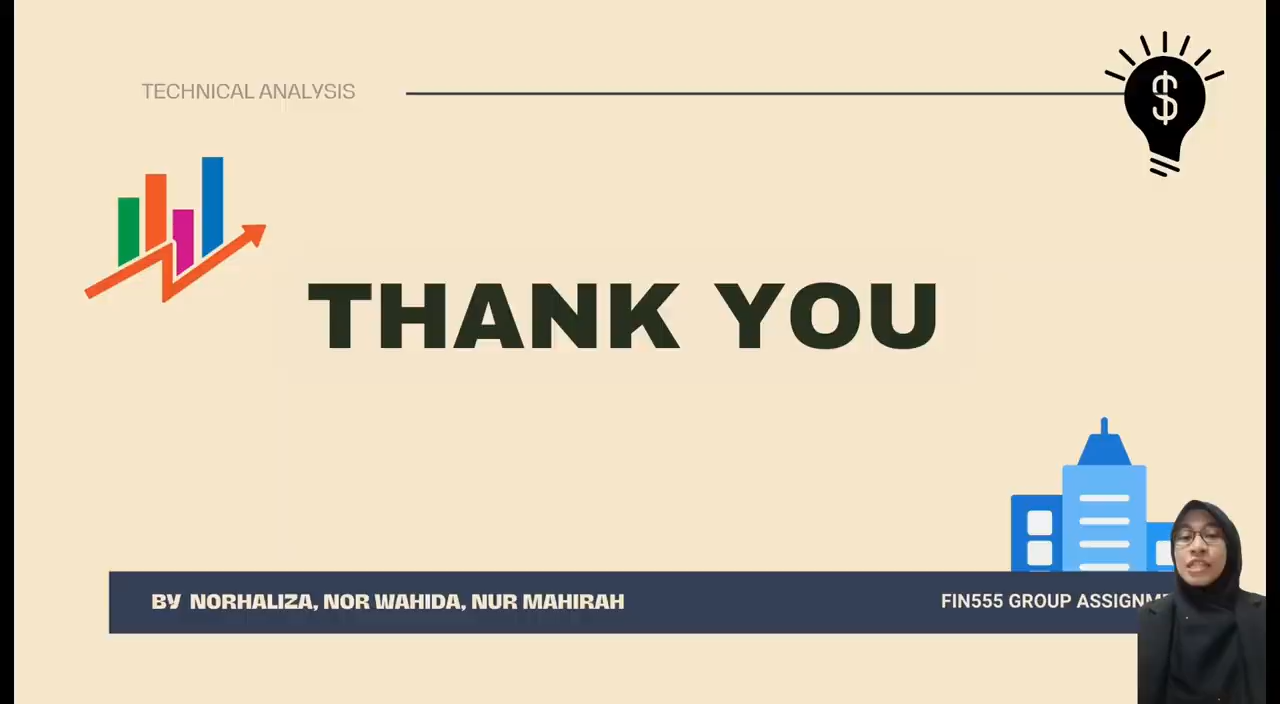 TECHNICAL ANALYSIS
$
THANK YOU
BY NORHALIZA, NOR WAHIDA, NUR MAHIRAH
FIN555 GROUP